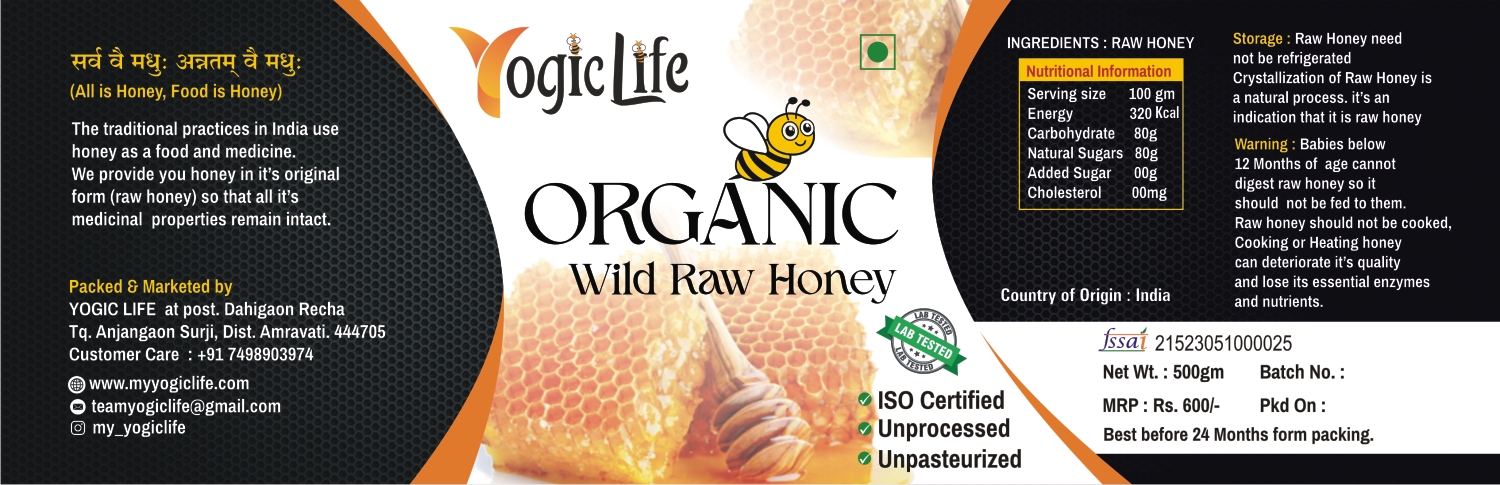 सर्व वै मधुः अन्नतम् वै मधुः
(All is Honey, Food is Honey)
The traditional practices in India use
honey as a food and medicine.
We provide you honey in it's original
form (raw honey) so that all it's
medicinal properties remain intact.
Packed & Marketed by
YOGIC LIFE at post. Dahigaon Recha
Tq. Anjangaon Surji, Dist. Amravati. 444705
Customer Care : +91 7498903974
www.myyogiclife.com
teamyogiclife@gmail.com
my_yogiclife
Yogic Life
ORGANIC
Wild Raw Honey
LAB TESTED
LAB TESTED
LAB TESTED
ISO Certified
Unprocessed
Unpasteurized
INGREDIENTS : RAW HONEY
Nutritional Information
Serving size 100 gm
Energy 320 Kcal
Carbohydrate 80g
Natural Sugars 80g
Added Sugar 00g
Cholesterol 00mg
Country of Origin : India
Storage : Raw Honey need
not be refrigerated
Crystallization of Raw Honey is
a natural process. it's an
indication that it is raw honey
Warning : Babies below
12 Months of age cannot
digest raw honey so it
should not be fed to them.
Raw honey should not be cooked,
Cooking or Heating honey
can deteriorate it's quality
and lose its essential enzymes
and nutrients.
fssai 21523051000025
Net Wt. : 500gm Batch No. :
MRP : Rs. 600/- Pkd On :
Best before 24 Months form packing.